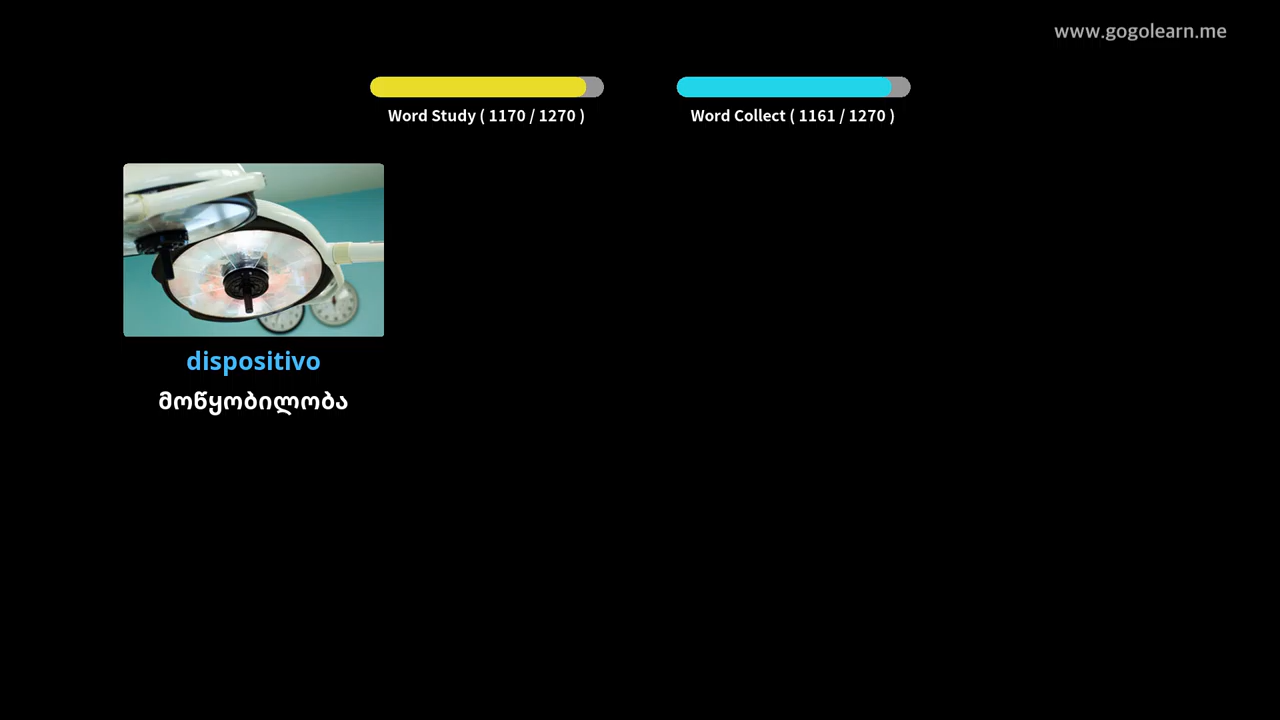 www.gogolearn.me
Word Study ( 1170 / 1270 )
Word Collect ( 1161 / 1270 )
dispositivo
მოწყობილობა